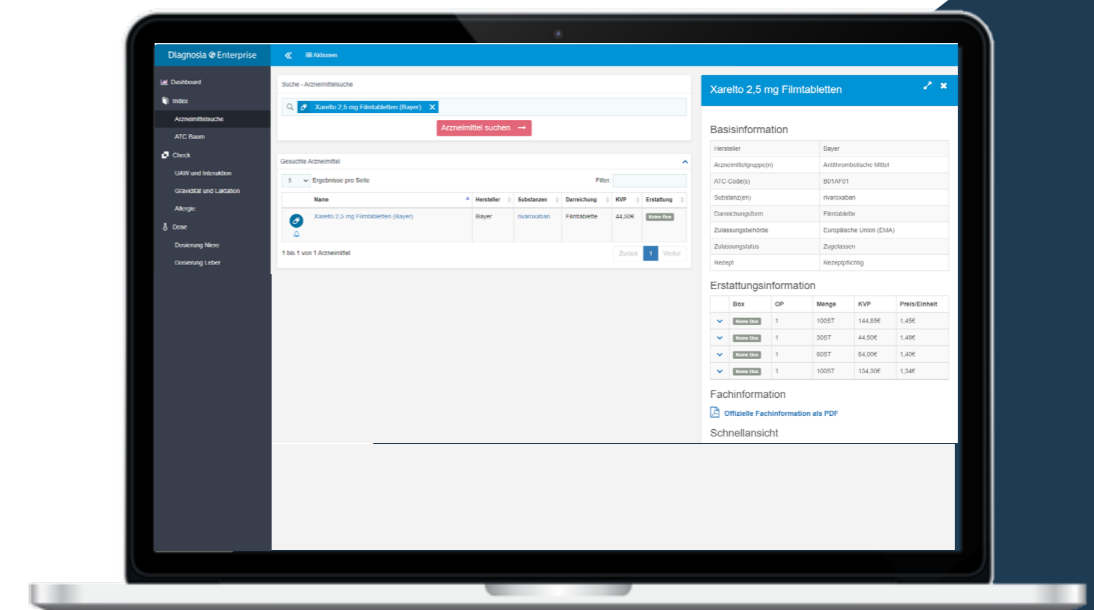 Diagnosia Enterprise
Aktionen
Dashboard
Index
Arzneimittelsuche
ATC Baum
Check
UAW und Interaktion
Gravidität und Laktation
Allergie
Dose
Dosierung Niere
Dosierung Leber
Suche - Arzneimittelsuche
Xarelto 2,5 mg Filmtabletten (Bayer) X
Arzneimittel suchen →
Gesuchte Arzneimittel
5 Ergebnisse pro Seite Filter:
Name Hersteller Substanzen Darreichung KVP Erstattung
Xarelto 2,5 mg Filmtabletten (Bayer) Bayer rivaroxaban Filmtablette 44,50€ Keine Box
1 bis 1 von 1 Arzneimittel Zurück 1 Weiter
Xarelto 2,5 mg Filmtabletten
Basisinformation
Hersteller Bayer
Arzneimittelgruppe(n) Antithrombotische Mittel
ATC-Code(s) B01AF01
Substanz(en) rivaroxaban
Darreichungsform Filmtablette
Zulassungsbehörde Europäische Union (EMA)
Zulassungsstatus Zugelassen
Rezept Rezeptpflichtig
Erstattungsinformation
Box OP Menge KVP Preis/Einheit
Keine Box 1 100ST 144,85€ 1,45€
Keine Box 1 30ST 44,50€ 1,48€
Keine Box 1 60ST 84,00€ 1,40€
Keine Box 1 100ST 134,30€ 1,34€
Fachinformation
Offizielle Fachinformation als PDF
Schnellansicht